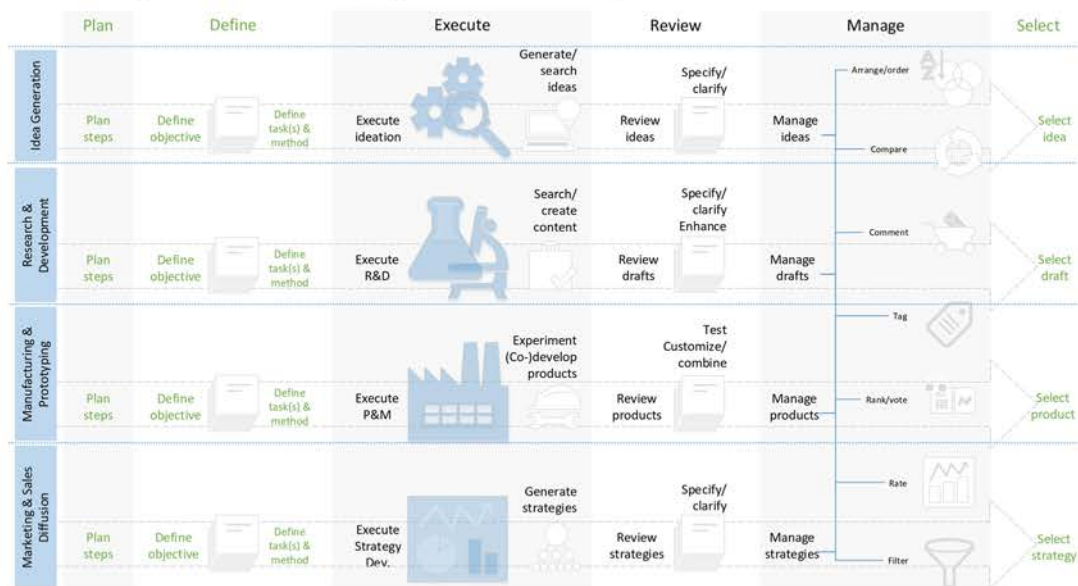 Plan
Define
Execute
Review
Manage
Select
Idea Generation
Plan
steps
Define
objective
Define
task(s) &
method
Execute
ideation
Generate/
search
ideas
Review
ideas
Specify/
clarify
Manage
ideas
Select
idea
Research &
Development
Plan
steps
Define
objective
Define
task(s) &
method
Execute
R&D
Search/
create
content
Review
drafts
Specify/
clarify
Enhance
Manage
drafts
Select
draft
Manufacturing &
Prototyping
Plan
steps
Define
objective
Define
task(s) &
method
Execute
P&M
Experiment
(Co-)develop
products
Review
products
Test
Customize/
combine
Manage
products
Select
product
Marketing & Sales
Diffusion
Plan
steps
Define
objective
Define
task(s) &
method
Execute
Strategy
Dev.
Generate
strategies
Review
strategies
Specify/
clarify
Manage
strategies
Select
strategy
Arrange/order
A
Z
Compare
Comment
Tag
Rank/vote
Rate
Filter